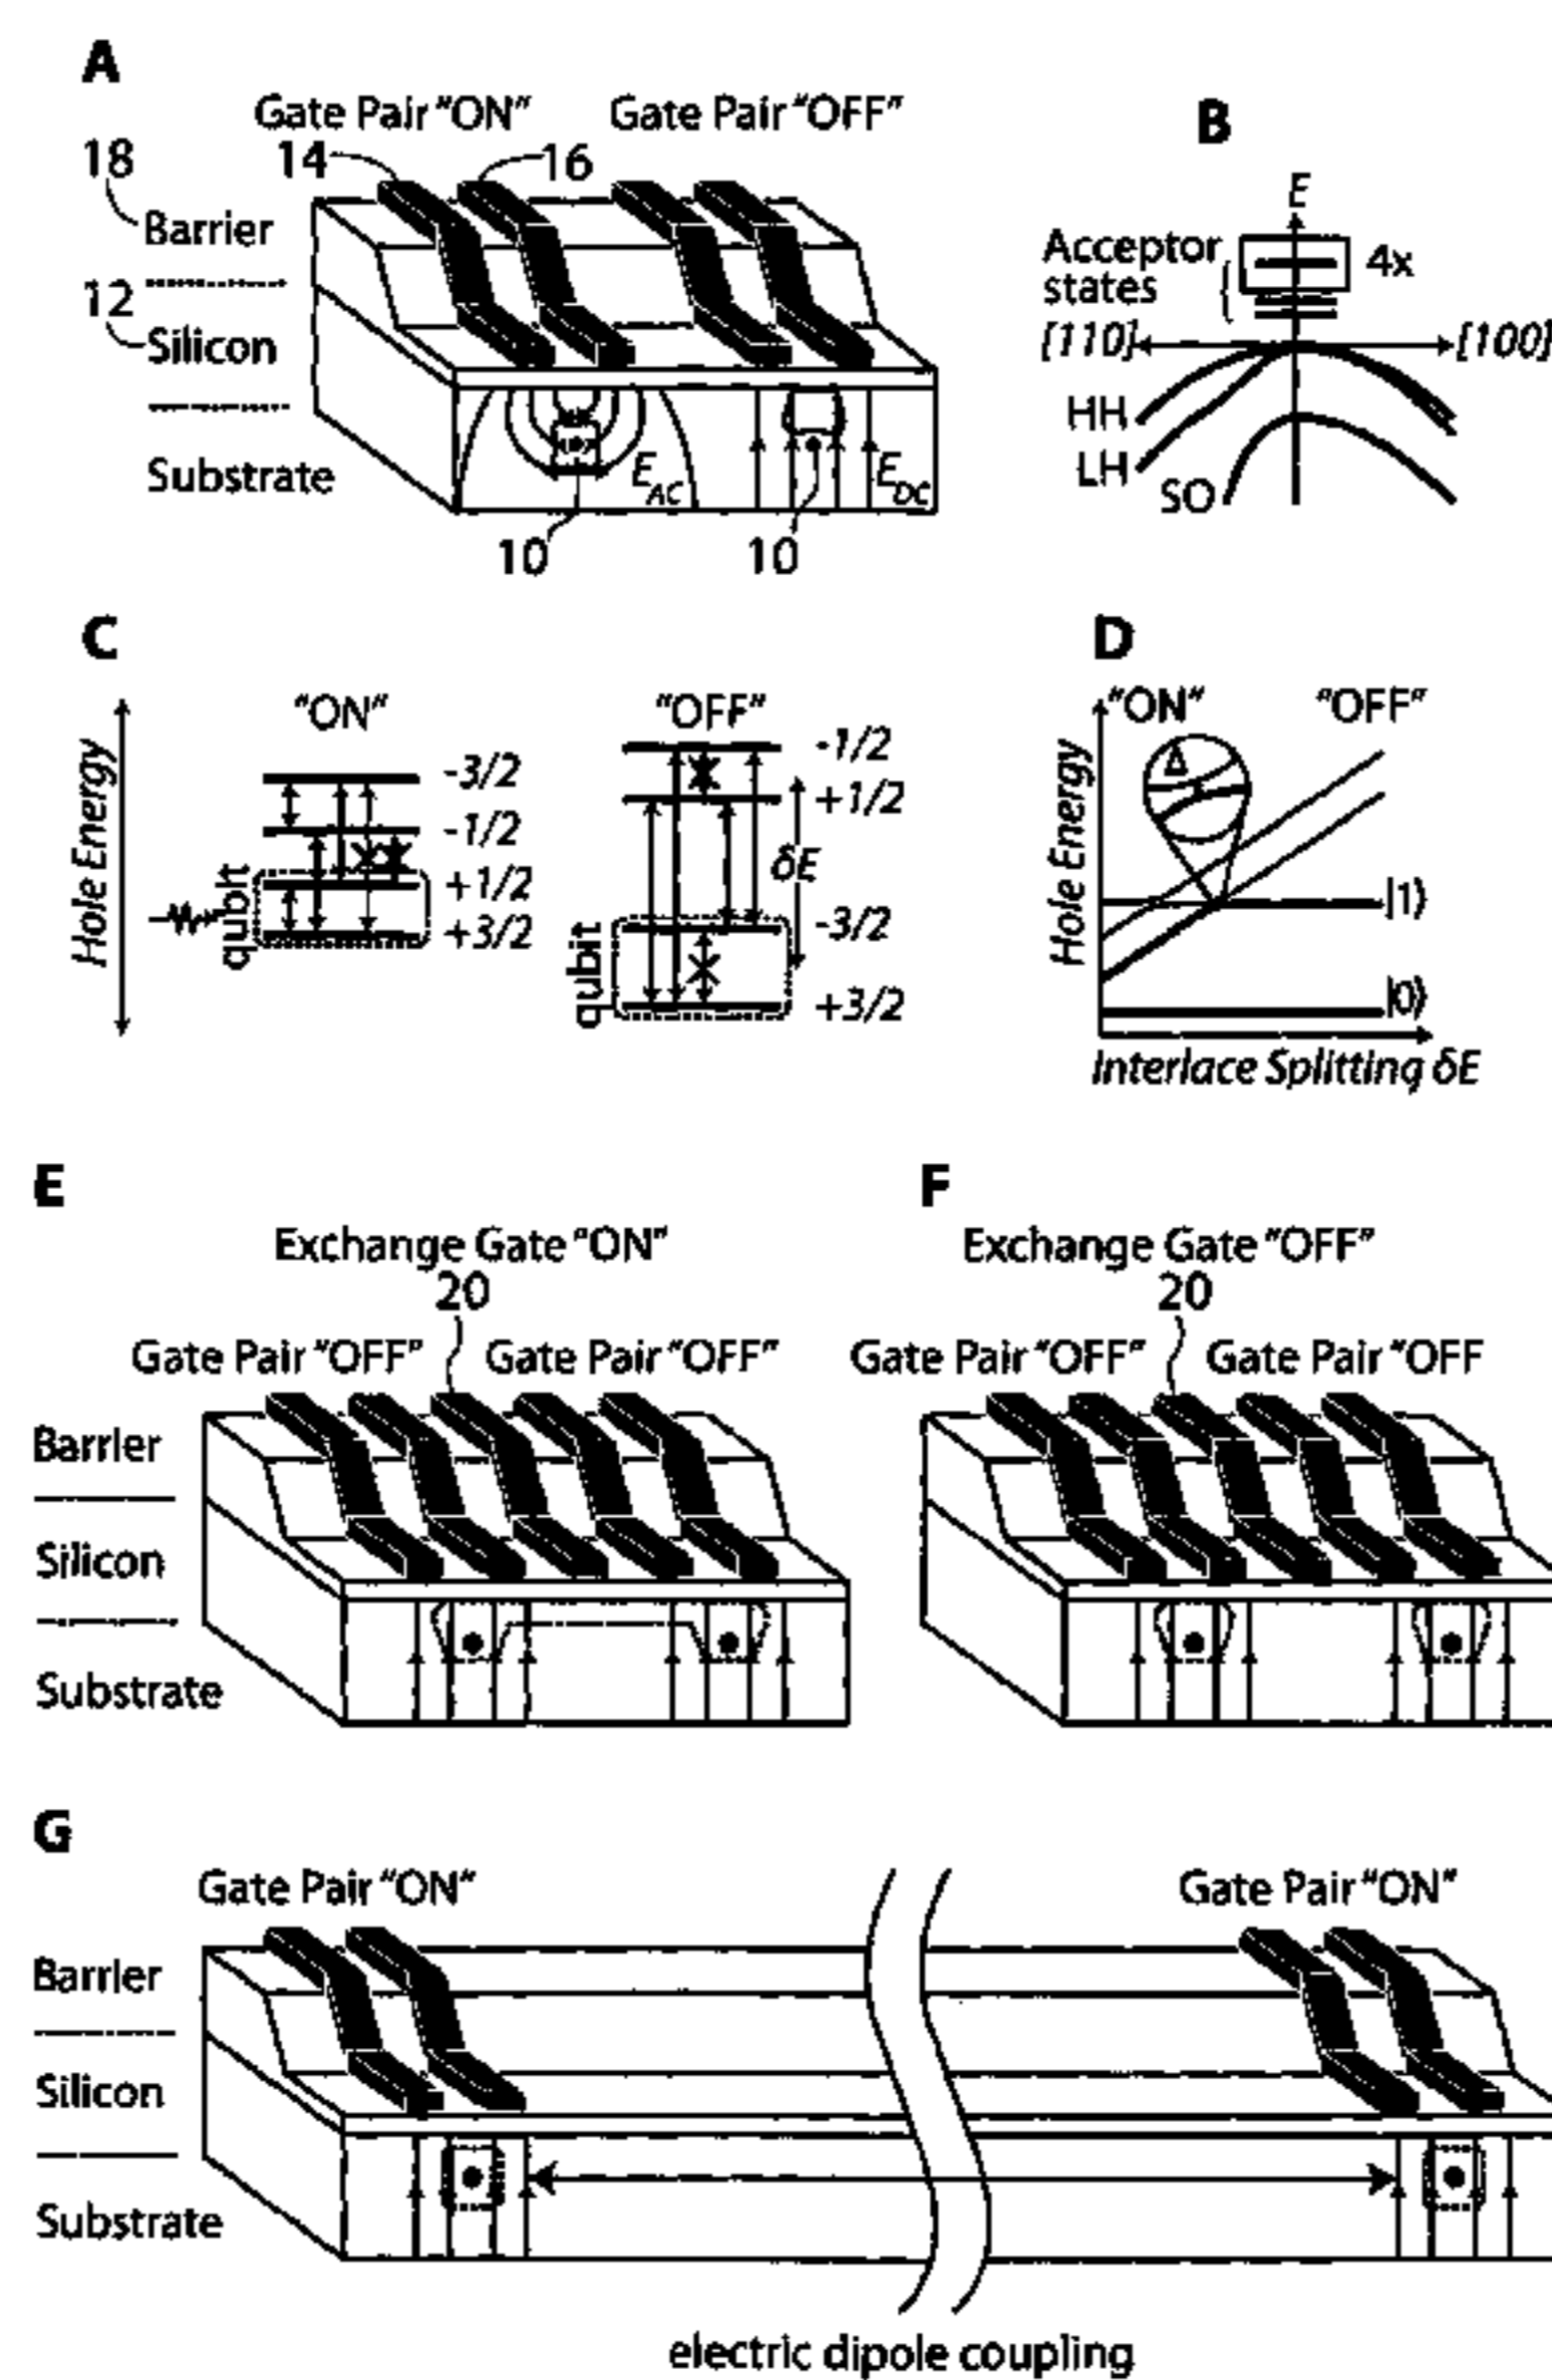 A
Gate Pair "ON" Gate Pair "OFF"
18 14 16
Barrier
12
Silicon
Substrate
E_AC
E_DC
10 10
B
E
Acceptor
states
4x
[110] [100]
HH
LH
SO
C
Hole Energy
"ON"
-3/2
-1/2
+1/2
+3/2
qubit
"OFF"
-1/2
+1/2
δE
-3/2
+3/2
qubit
D
"ON" "OFF"
Δ
Hole Energy
|1⟩
|0⟩
Interface Splitting δE
E
Exchange Gate "ON"
20
Gate Pair "OFF" Gate Pair "OFF"
Barrier
Silicon
Substrate
F
Exchange Gate "OFF"
20
Gate Pair "OFF" Gate Pair "OFF
G
Gate Pair "ON" Gate Pair "ON"
Barrier
Silicon
Substrate
electric dipole coupling